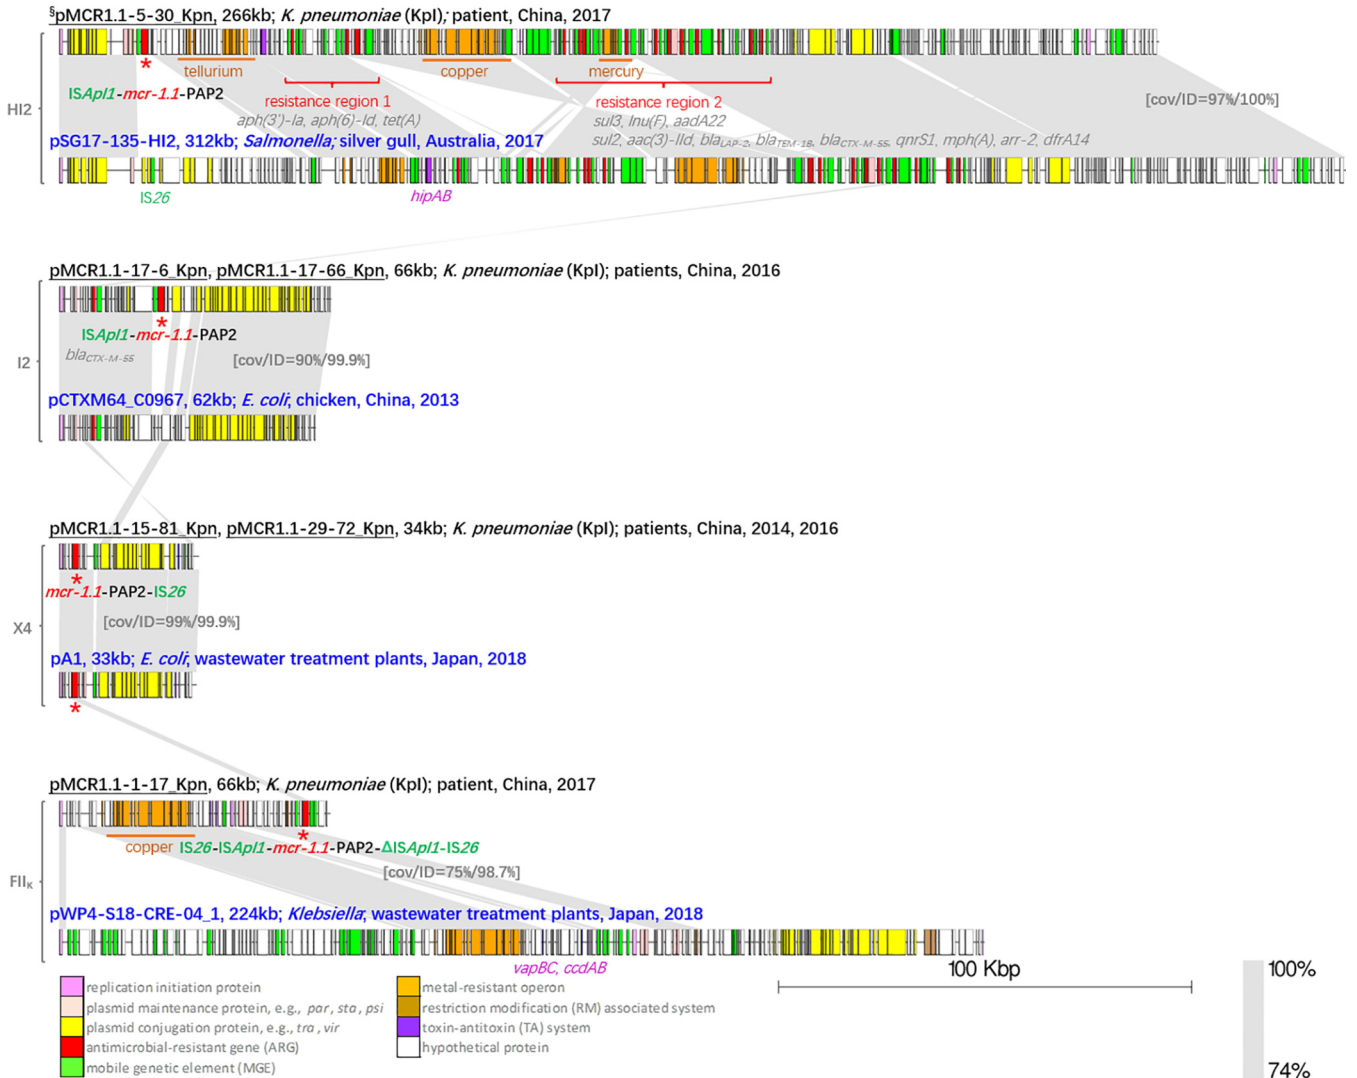 §pMCR1.1-5-30_Kpn, 266kb; K. pneumoniae (KpI); patient, China, 2017
* tellurium copper mercury
ISApl1-mcr-1.1-PAP2
resistance region 1 resistance region 2
[cov/ID=97%/100%]
HI2
aph(3')-Ia, aph(6)-Id, tet(A) sul3, lnu(F), aadA22
pSG17-135-HI2, 312kb; Salmonella; silver gull, Australia, 2017
sul2, aac(3)-IId, blaLAP-2, blaTEM-1B, blaCTX-M-55, qnrS1, mph(A), arr-2, dfrA14
IS26 hipAB
pMCR1.1-17-6_Kpn, pMCR1.1-17-66_Kpn, 66kb; K. pneumoniae (KpI); patients, China, 2016
*
ISApl1-mcr-1.1-PAP2
I2
blaCTX-M-55 [cov/ID=90%/99.9%]
pCTXM64_C0967, 62kb; E. coli; chicken, China, 2013
pMCR1.1-15-81_Kpn, pMCR1.1-29-72_Kpn, 34kb; K. pneumoniae (KpI); patients, China, 2014, 2016
*
mcr-1.1-PAP2-IS26
X4
[cov/ID=99%/99.9%]
pA1, 33kb; E. coli; wastewater treatment plants, Japan, 2018
*
pMCR1.1-1-17_Kpn, 66kb; K. pneumoniae (KpI); patient, China, 2017
*
copper IS26-ISApl1-mcr-1.1-PAP2-ΔISApl1-IS26
[cov/ID=75%/98.7%]
FIIK
pWP4-S18-CRE-04_1, 224kb; Klebsiella; wastewater treatment plants, Japan, 2018
vapBC, ccdAB
100 Kbp
100%
74%
replication initiation protein
plasmid maintenance protein, e.g., par, sta, psi
plasmid conjugation protein, e.g., tra, vir
antimicrobial-resistant gene (ARG)
mobile genetic element (MGE)
metal-resistant operon
restriction modification (RM) associated system
toxin-antitoxin (TA) system
hypothetical protein